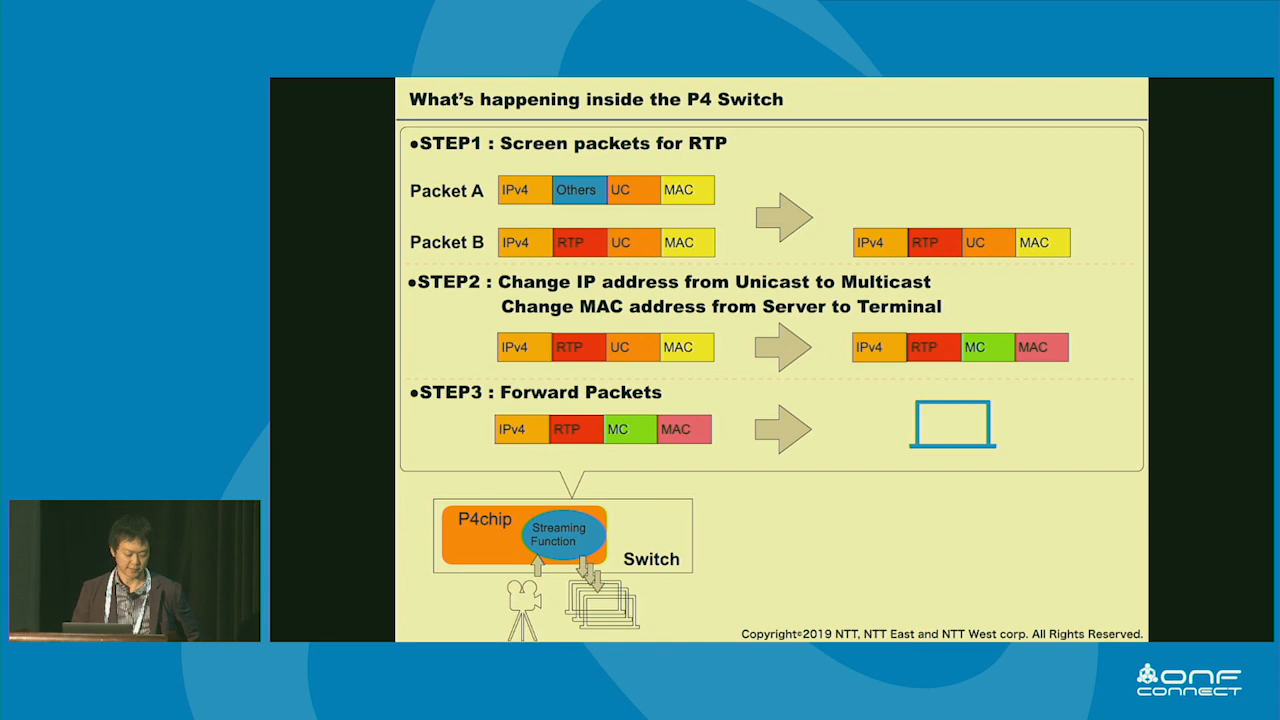 What's happening inside the P4 Switch
●STEP1 : Screen packets for RTP
Packet A IPv4 Others UC MAC
Packet B IPv4 RTP UC MAC
IPv4 RTP UC MAC
●STEP2 : Change IP address from Unicast to Multicast
Change MAC address from Server to Terminal
IPv4 RTP UC MAC
IPv4 RTP MC MAC
●STEP3 : Forward Packets
IPv4 RTP MC MAC
P4chip
Streaming
Function
Switch
Copyright©2019 NTT, NTT East and NTT West corp. All Rights Reserved.
ONF
CONNECT